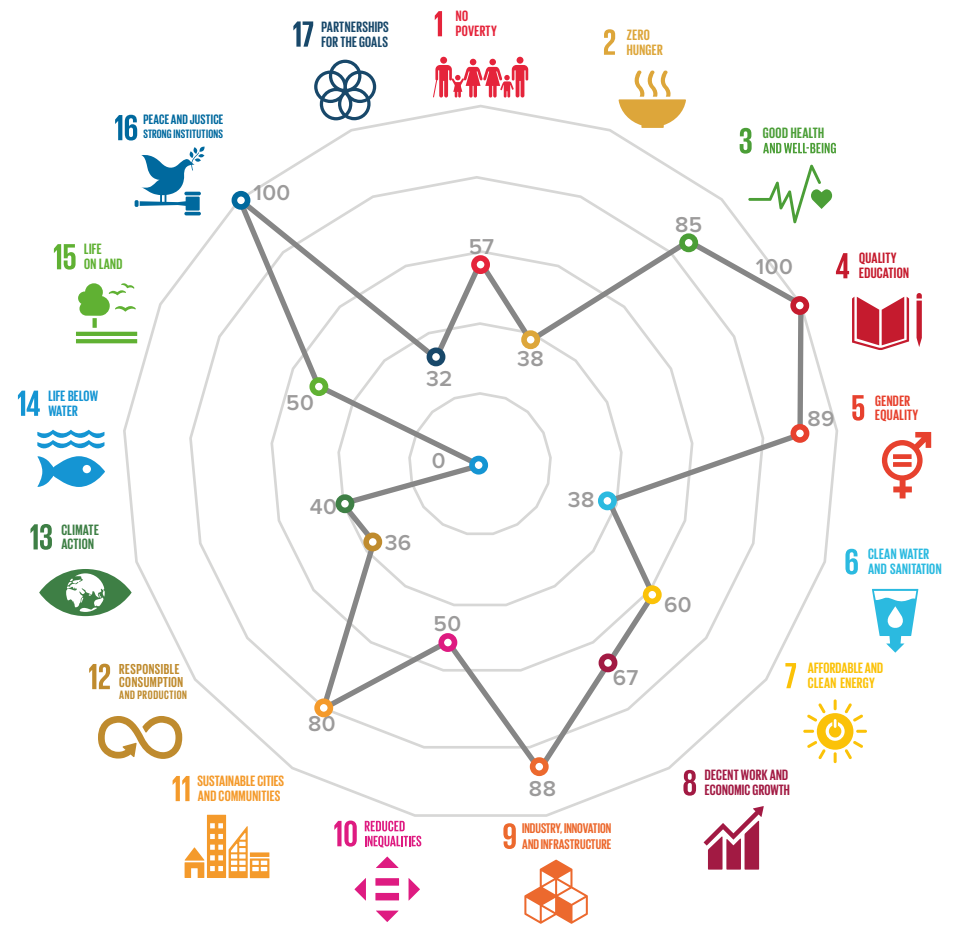 1 NO
POVERTY
2 ZERO
HUNGER
3 GOOD HEALTH
AND WELL-BEING
4 QUALITY
EDUCATION
5 GENDER
EQUALITY
6 CLEAN WATER
AND SANITATION
7 AFFORDABLE AND
CLEAN ENERGY
8 DECENT WORK AND
ECONOMIC GROWTH
9 INDUSTRY, INNOVATION
AND INFRASTRUCTURE
10 REDUCED
INEQUALITIES
11 SUSTAINABLE CITIES
AND COMMUNITIES
12 RESPONSIBLE
CONSUMPTION
AND PRODUCTION
13 CLIMATE
ACTION
14 LIFE BELOW
WATER
15 LIFE
ON LAND
16 PEACE AND JUSTICE
STRONG INSTITUTIONS
17 PARTNERSHIPS
FOR THE GOALS
57
38
85
100
89
38
60
67
88
50
80
36
40
0
50
100
32